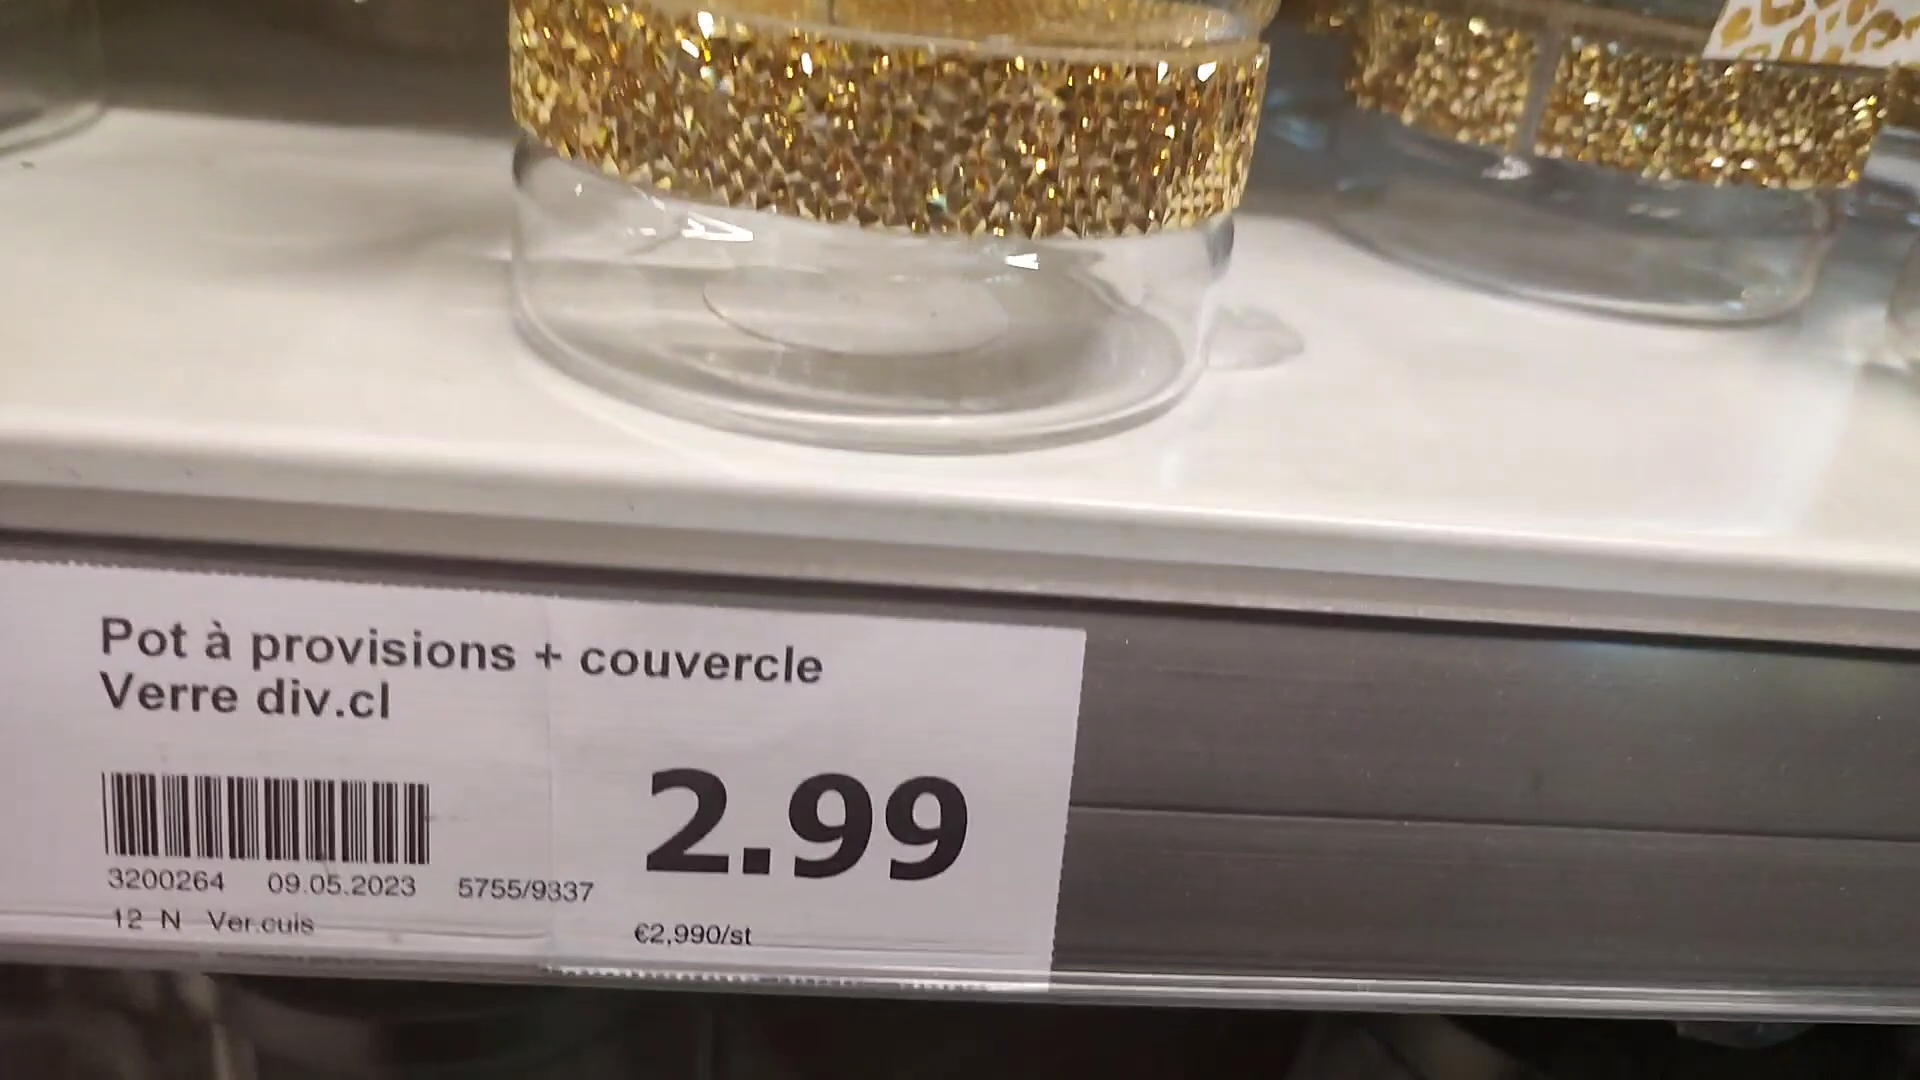 Pot à provisions + couvercle
Verre div.cl
2.99
3200264 09.05.2023 5755/9337
12 N Ver.cuis
€2,990/st